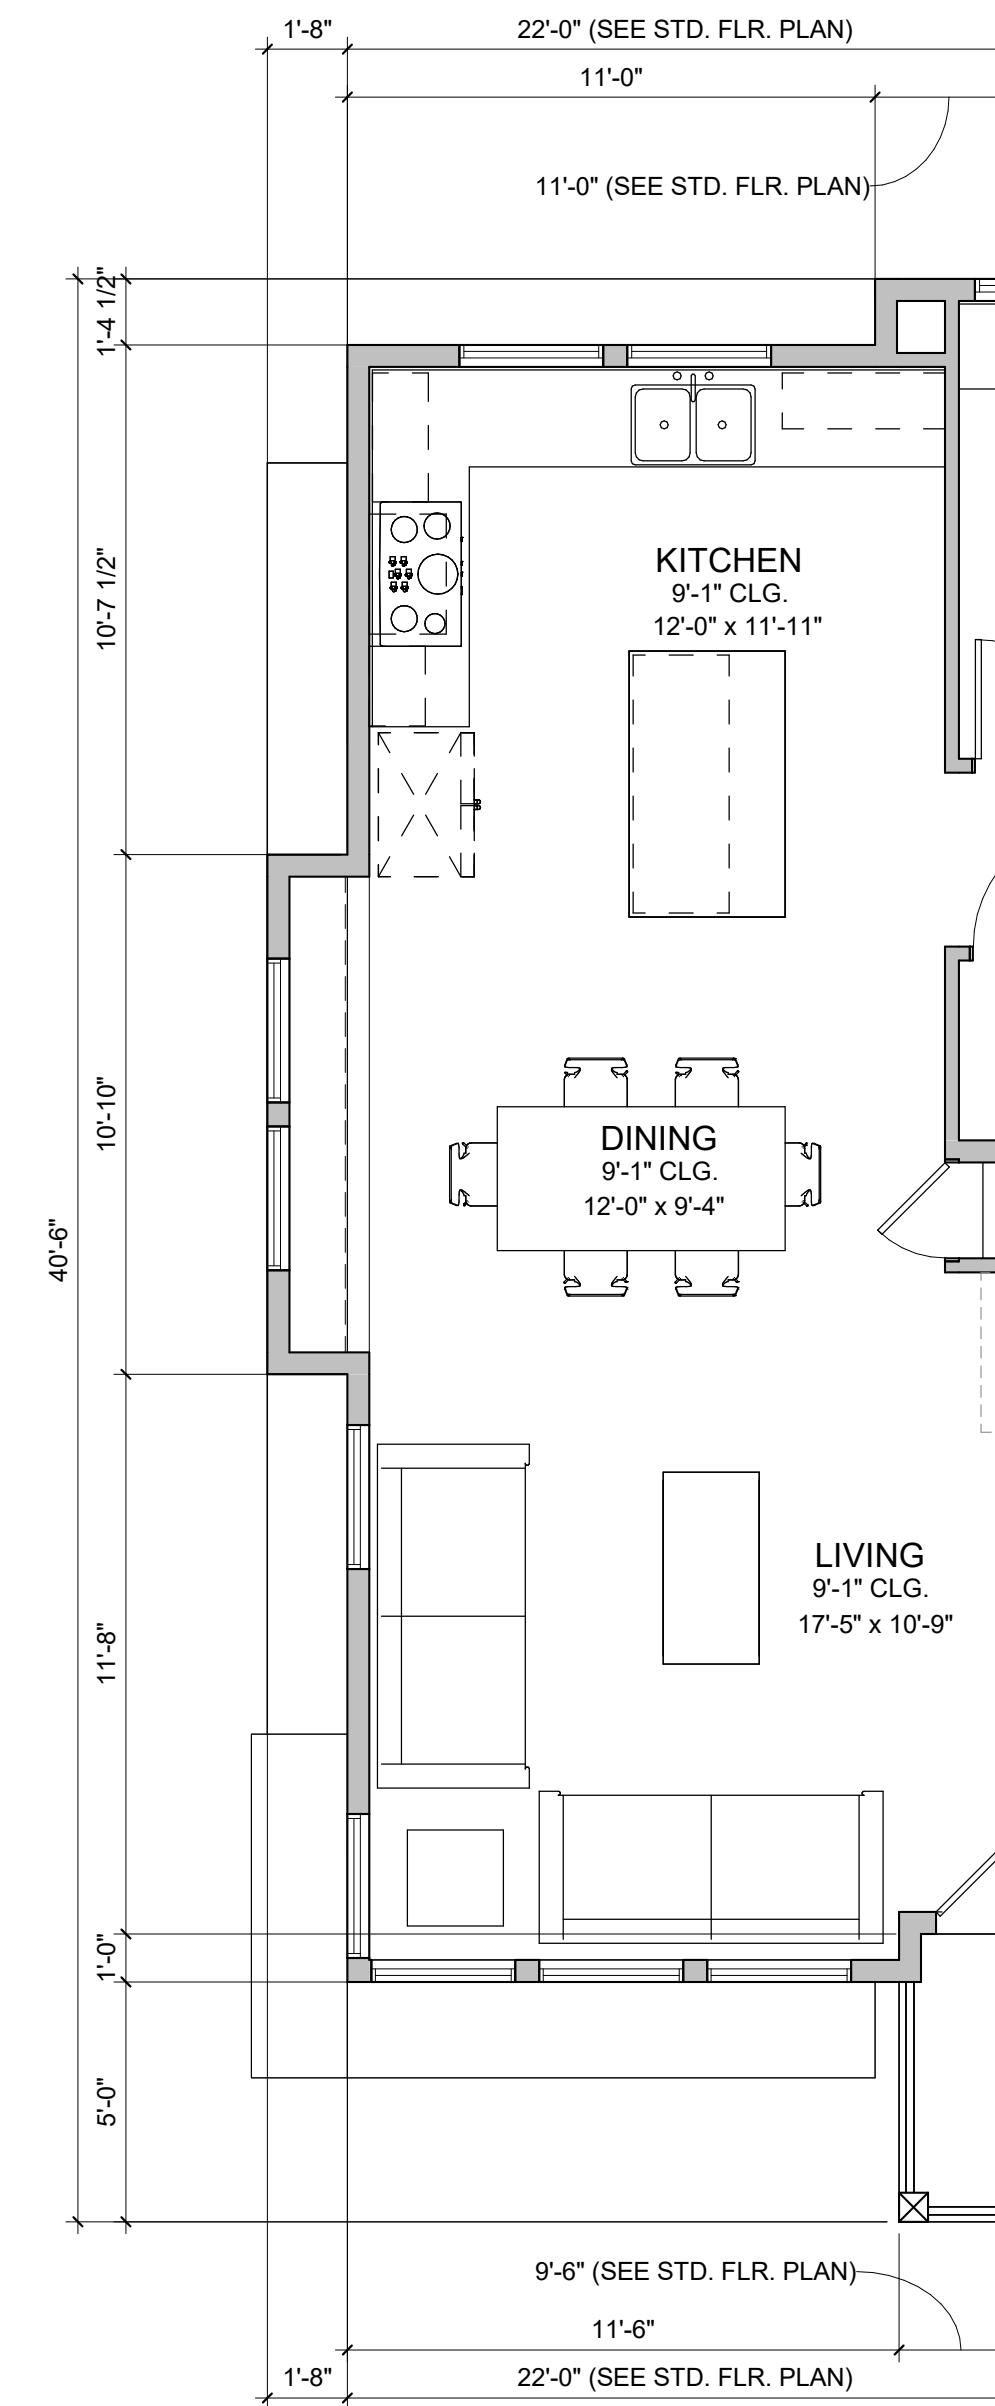 1'-8"
22'-0" (SEE STD. FLR. PLAN)
11'-0"
11'-0" (SEE STD. FLR. PLAN)
1'-4 1/2"
10'-7 1/2"
KITCHEN
9'-1" CLG.
12'-0" x 11'-11"
10'-10"
DINING
9'-1" CLG.
12'-0" x 9'-4"
40'-6"
LIVING
9'-1" CLG.
17'-5" x 10'-9"
11'-8"
1'-0"
5'-0"
9'-6" (SEE STD. FLR. PLAN)
11'-6"
1'-8"
22'-0" (SEE STD. FLR. PLAN)